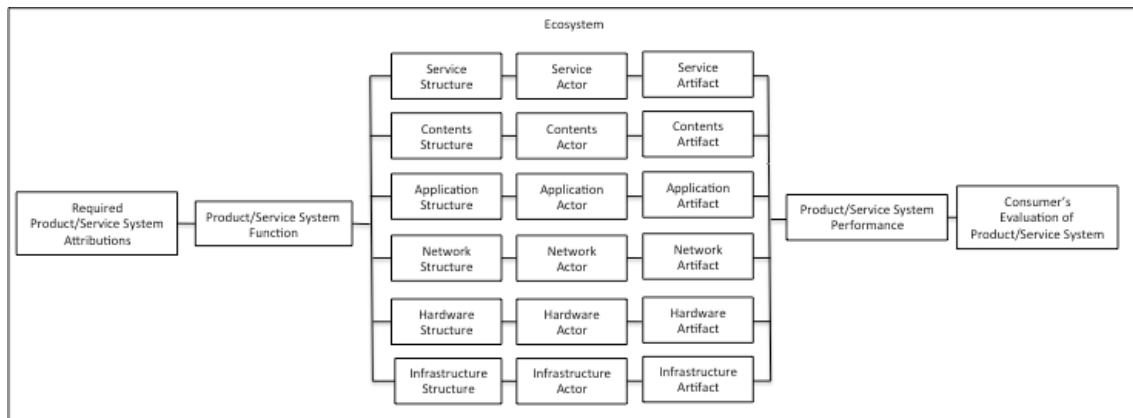 Ecosystem
Service
Structure
Service
Actor
Service
Artifact
Contents
Structure
Contents
Actor
Contents
Artifact
Required
Product/Service System
Attributions
Product/Service System
Function
Application
Structure
Application
Actor
Application
Artifact
Product/Service System
Performance
Consumer's
Evaluation of
Product/Service System
Network
Structure
Network
Actor
Network
Artifact
Hardware
Structure
Hardware
Actor
Hardware
Artifact
Infrastructure
Structure
Infrastructure
Actor
Infrastructure
Artifact